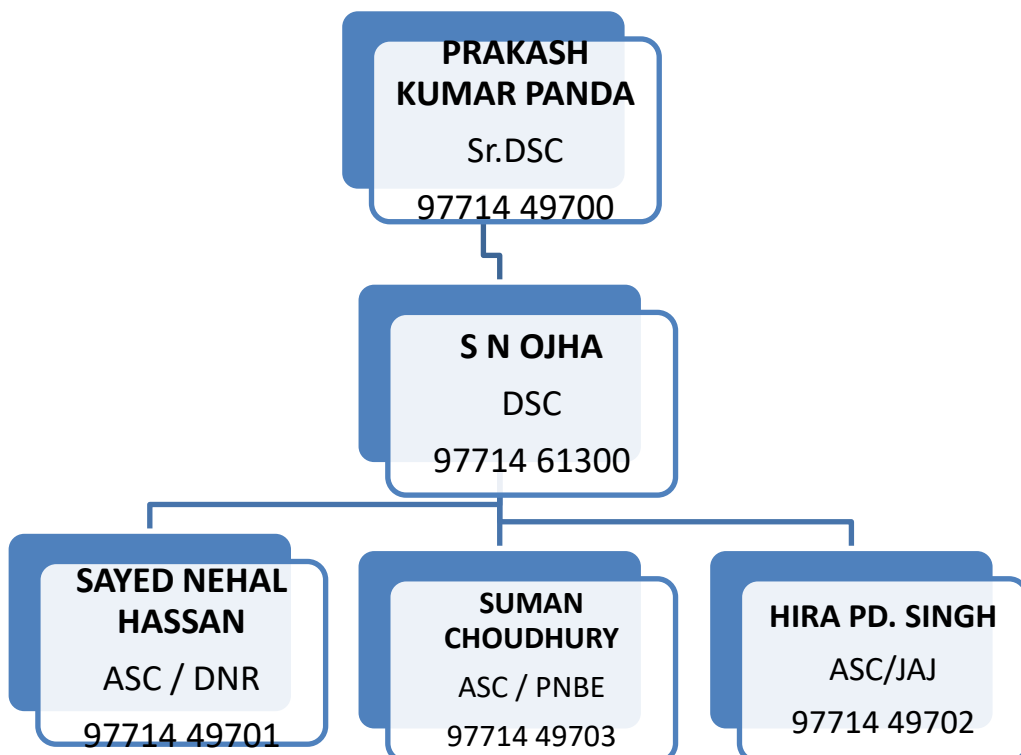 PRAKASH
KUMAR PANDA
Sr.DSC
97714 49700
S N OJHA
DSC
97714 61300
SAYED NEHAL
HASSAN
ASC / DNR
97714 49701
SUMAN
CHOUDHURY
ASC / PNBE
97714 49703
HIRA PD. SINGH
ASC/JAJ
97714 49702